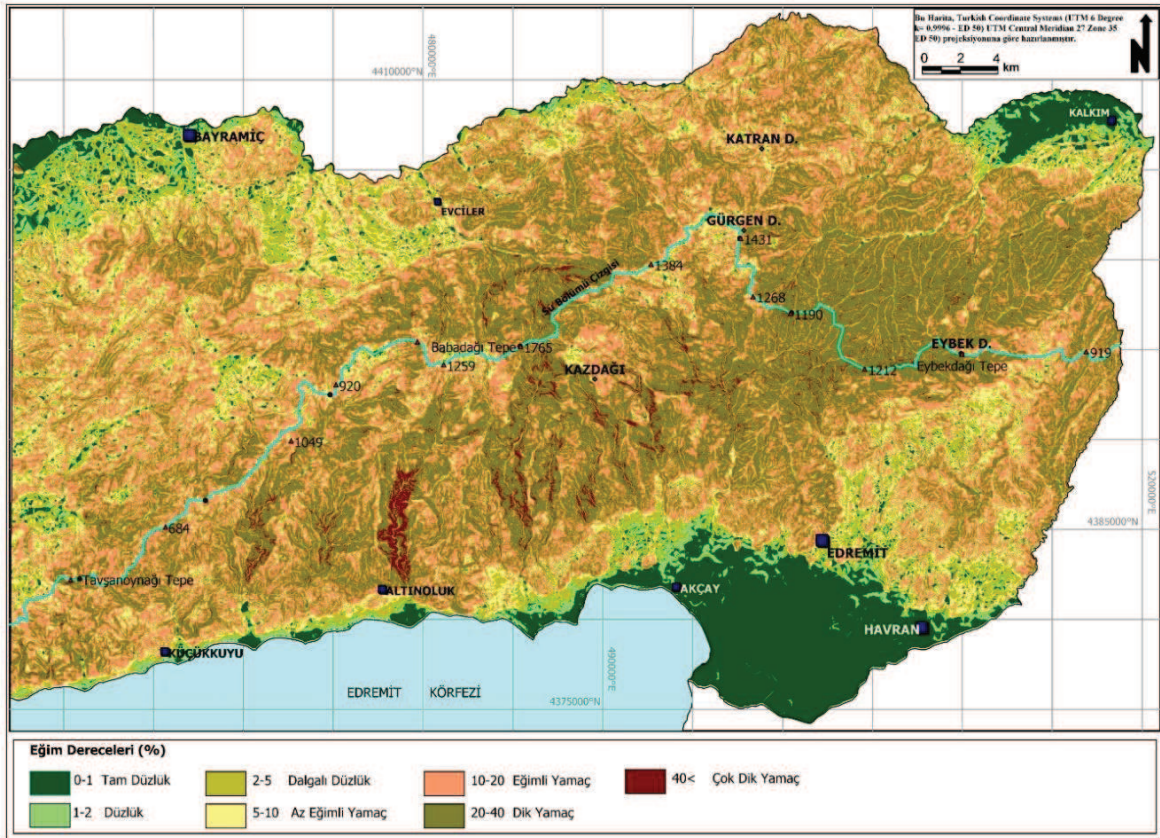 Bu Harita, Turkish Coordinate Systems (UTM 6 Degree
k= 0.9996 - ED 50) UTM Central Meridian 27 Zone 35
ED 50) projeksiyonuna göre hazırlanmıştır.
0 2 4 km
N
480000°E
4410000°N
BAYRAMİÇ
KALKIM
KATRAN D.
EVCİLER
GÜRGEN D.
1431
1384
Su Bölümü Çizgisi
1268
1190
Babadağı Tepe
1765
EYBEK D.
919
1259
KAZDAĞI
1212
Eybekdağı Tepe
920
1049
684
520000°E
4385000°N
EDREMİT
Tavşanoynağı Tepe
ALTINOLUK
AKÇAY
HAVRAN
KÜÇÜKKUYU
490000°E
EDREMİT KÖRFEZİ
4375000°N
Eğim Dereceleri (%)
0-1 Tam Düzlük
2-5 Dalgalı Düzlük
10-20 Eğimli Yamaç
40< Çok Dik Yamaç
1-2 Düzlük
5-10 Az Eğimli Yamaç
20-40 Dik Yamaç